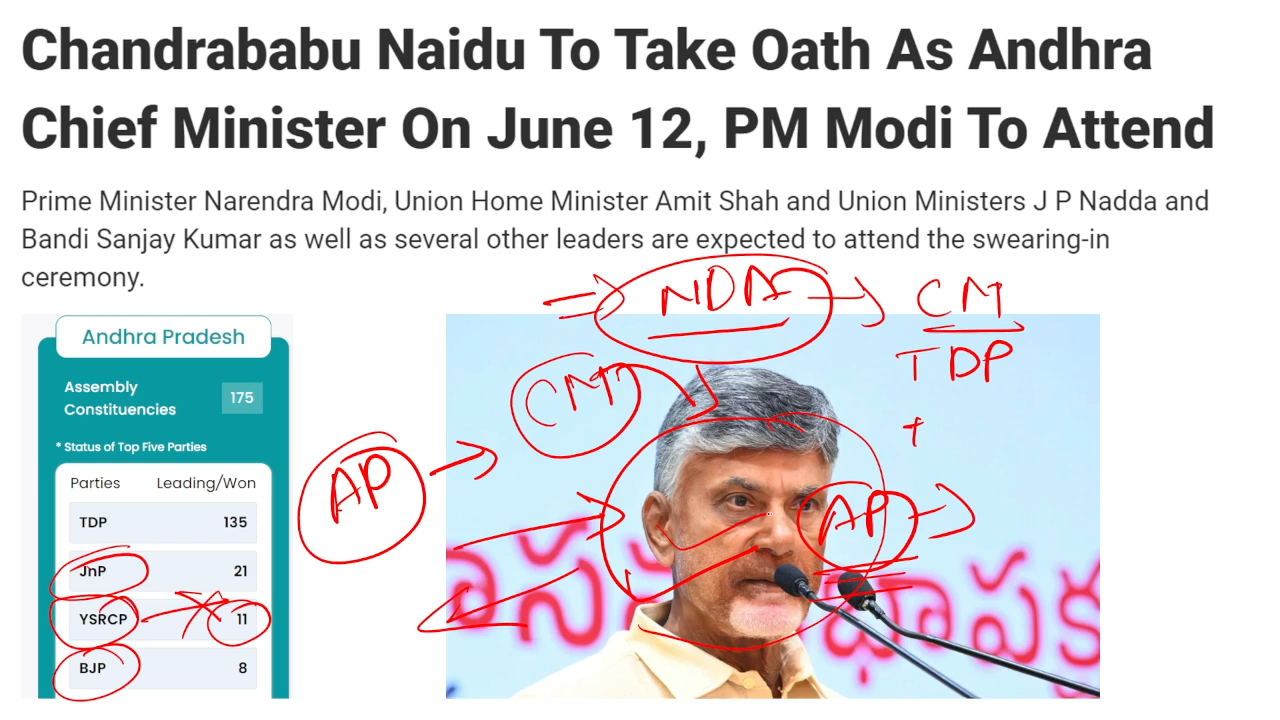 Chandrababu Naidu To Take Oath As Andhra
Chief Minister On June 12, PM Modi To Attend
Prime Minister Narendra Modi, Union Home Minister Amit Shah and Union Ministers J P Nadda and
Bandi Sanjay Kumar as well as several other leaders are expected to attend the swearing-in
ceremony.
NDA CM
TDP
+
CM
AP
AP
Andhra Pradesh
Assembly
Constituencies 175
* Status of Top Five Parties
Parties Leading/Won
TDP 135
JnP 21
YSRCP 11
BJP 8